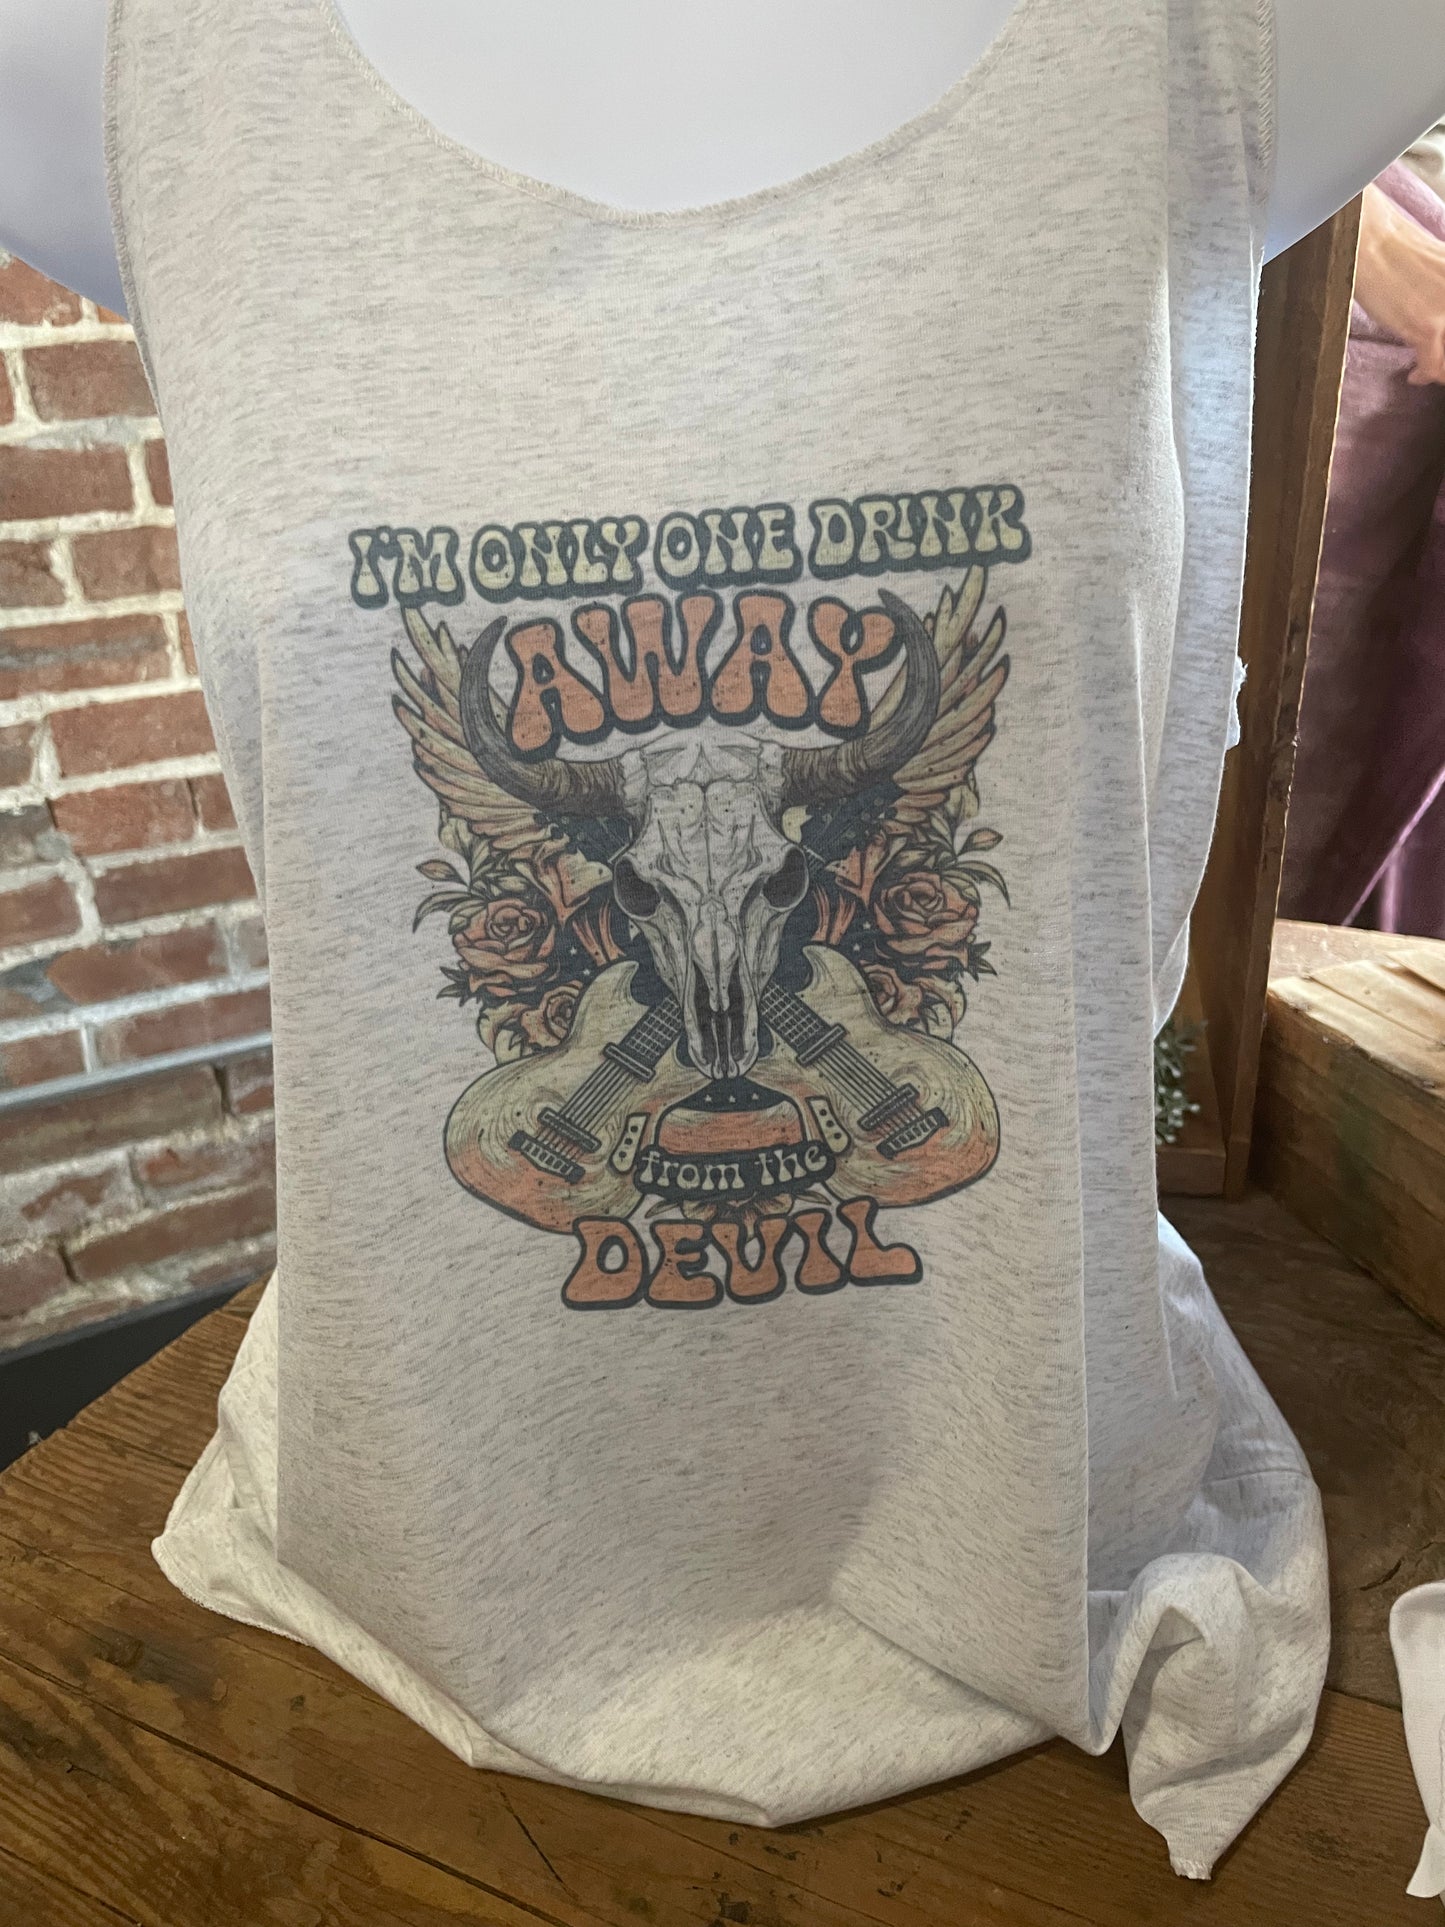 I'M ONLY ONE DRINK
AWAY
from the
DEVIL